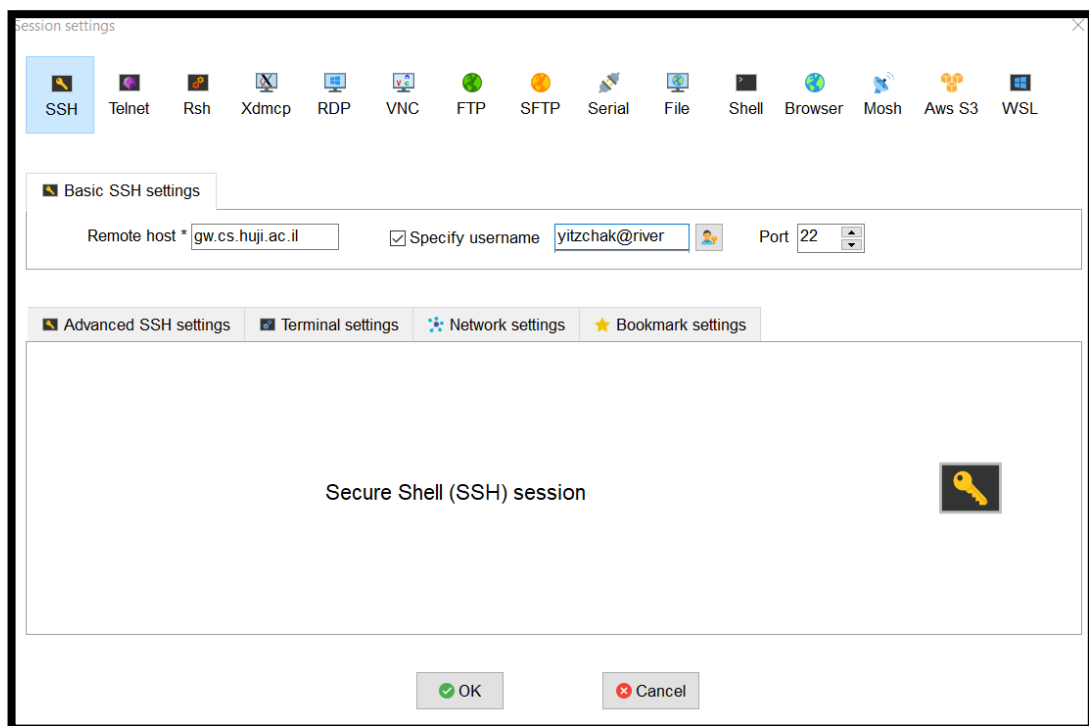 Session settings
SSH Telnet Rsh Xdmcp RDP VNC FTP SFTP Serial File Shell Browser Mosh Aws S3 WSL
Basic SSH settings
Remote host * gw.cs.huji.ac.il Specify username yitzchak@river Port 22
Advanced SSH settings Terminal settings Network settings Bookmark settings
Secure Shell (SSH) session
OK Cancel